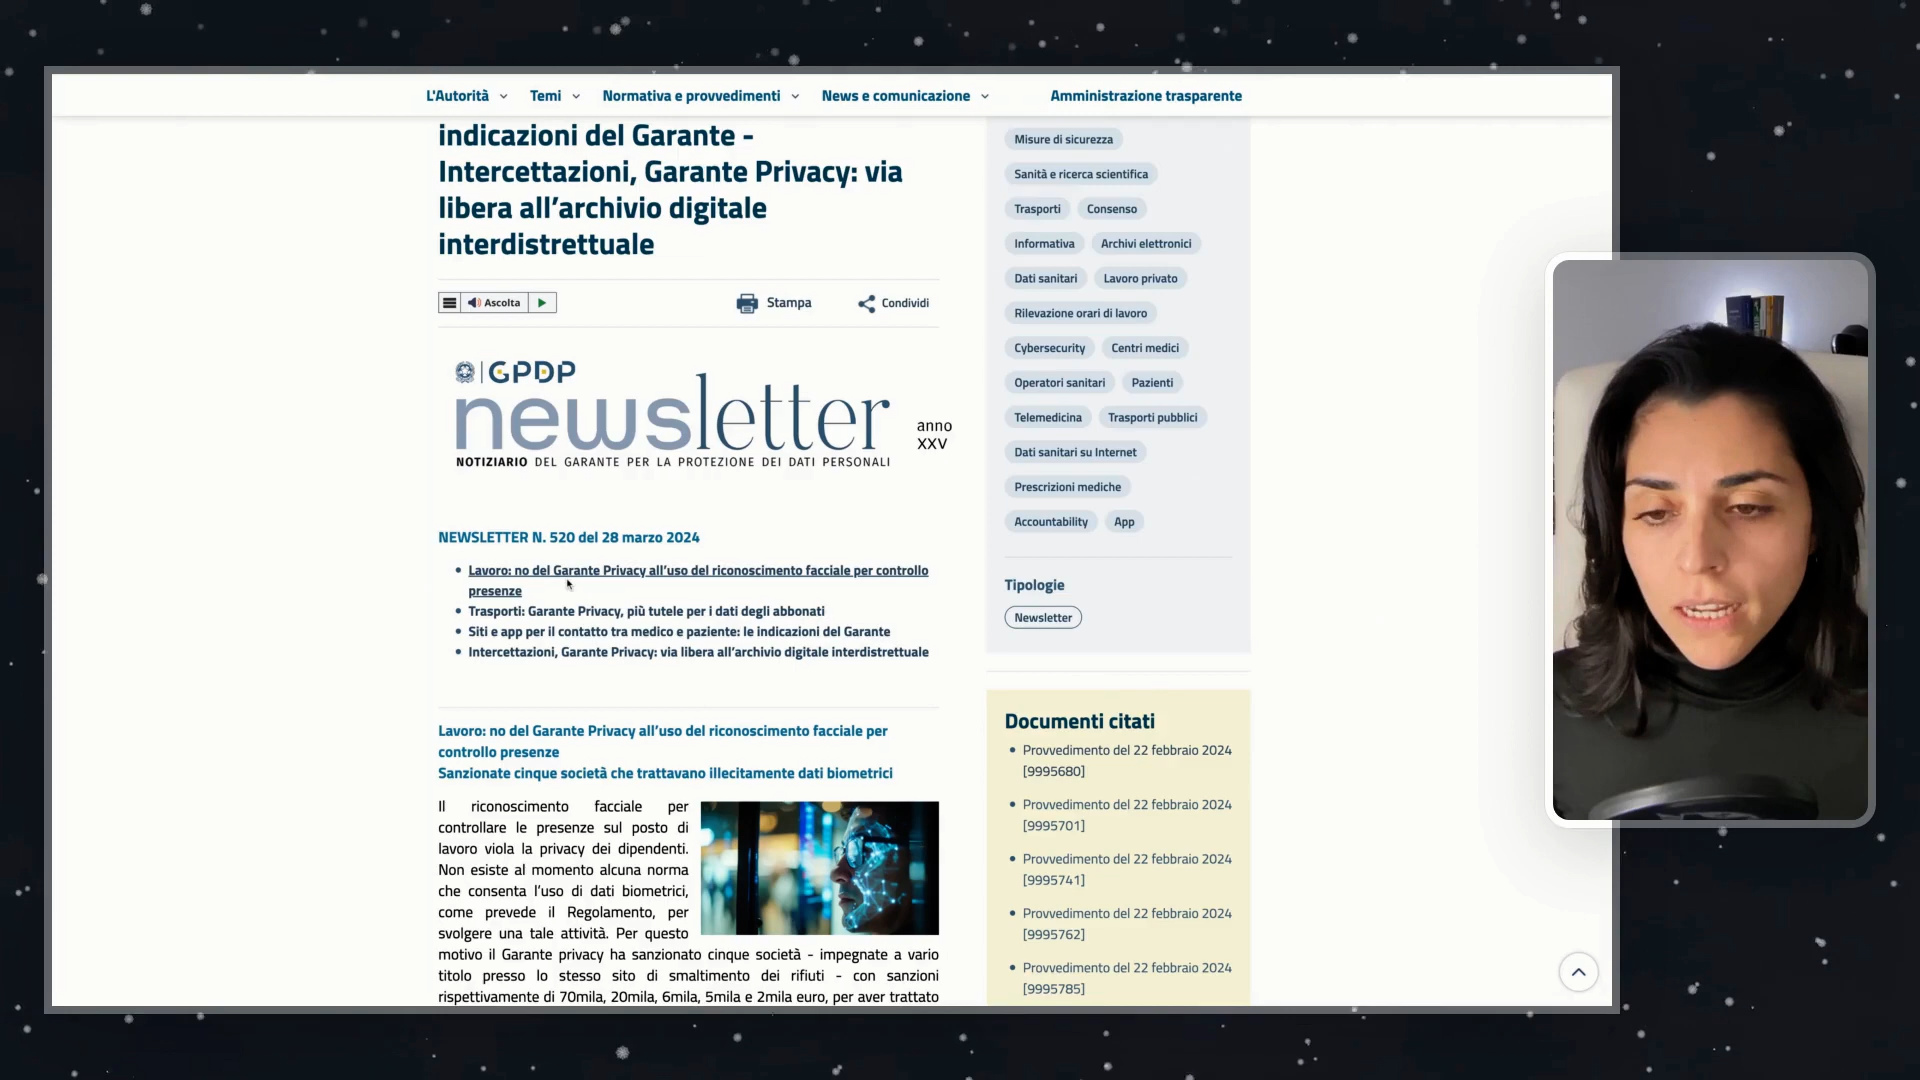 L'Autorità
Temi
Normativa e provvedimenti
News e comunicazione
Amministrazione trasparente
indicazioni del Garante -
Intercettazioni, Garante Privacy: via
libera all’archivio digitale
interdistrettuale
Ascolta
Stampa
Condividi
GPDP
newsletter
anno
XXV
NOTIZIARIO DEL GARANTE PER LA PROTEZIONE DEI DATI PERSONALI
NEWSLETTER N. 520 del 28 marzo 2024
Lavoro: no del Garante Privacy all’uso del riconoscimento facciale per controllo
presenze
Trasporti: Garante Privacy, più tutele per i dati degli abbonati
Siti e app per il contatto tra medico e paziente: le indicazioni del Garante
Intercettazioni, Garante Privacy: via libera all’archivio digitale interdistrettuale
Lavoro: no del Garante Privacy all’uso del riconoscimento facciale per
controllo presenze
Sanzionate cinque società che trattavano illecitamente dati biometrici
Il riconoscimento facciale per
controllare le presenze sul posto di
lavoro viola la privacy dei dipendenti.
Non esiste al momento alcuna norma
che consenta l’uso di dati biometrici,
come prevede il Regolamento, per
svolgere una tale attività. Per questo
motivo il Garante privacy ha sanzionato cinque società - impegnate a vario
titolo presso lo stesso sito di smaltimento dei rifiuti - con sanzioni
rispettivamente di 70mila, 20mila, 6mila, 5mila e 2mila euro, per aver trattato
Misure di sicurezza
Sanità e ricerca scientifica
Trasporti
Consenso
Informativa
Archivi elettronici
Dati sanitari
Lavoro privato
Rilevazione orari di lavoro
Cybersecurity
Centri medici
Operatori sanitari
Pazienti
Telemedicina
Trasporti pubblici
Dati sanitari su Internet
Prescrizioni mediche
Accountability
App
Tipologie
Newsletter
Documenti citati
Provvedimento del 22 febbraio 2024
[9995680]
Provvedimento del 22 febbraio 2024
[9995701]
Provvedimento del 22 febbraio 2024
[9995741]
Provvedimento del 22 febbraio 2024
[9995762]
Provvedimento del 22 febbraio 2024
[9995785]